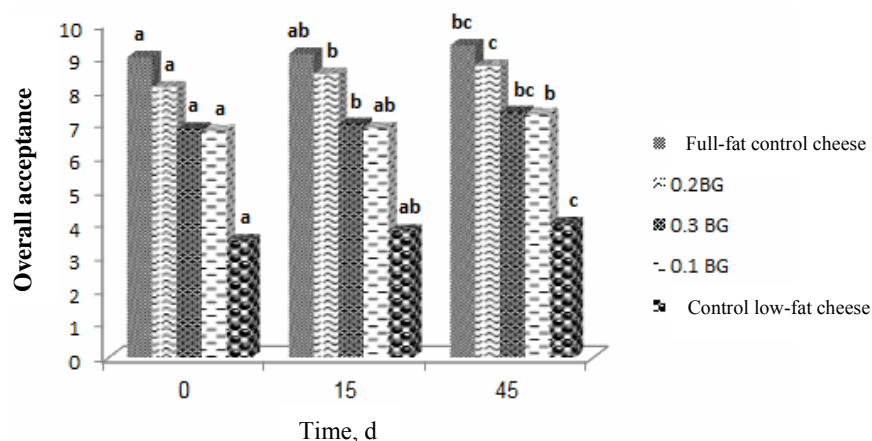 Overall acceptance
10
9
8
7
6
5
4
3
2
1
0
a
a
a
a
a
ab
b
b
ab
ab
bc
c
bc
b
c
0
15
45
Time, d
Full-fat control cheese
0.2BG
0.3 BG
0.1 BG
Control low-fat cheese